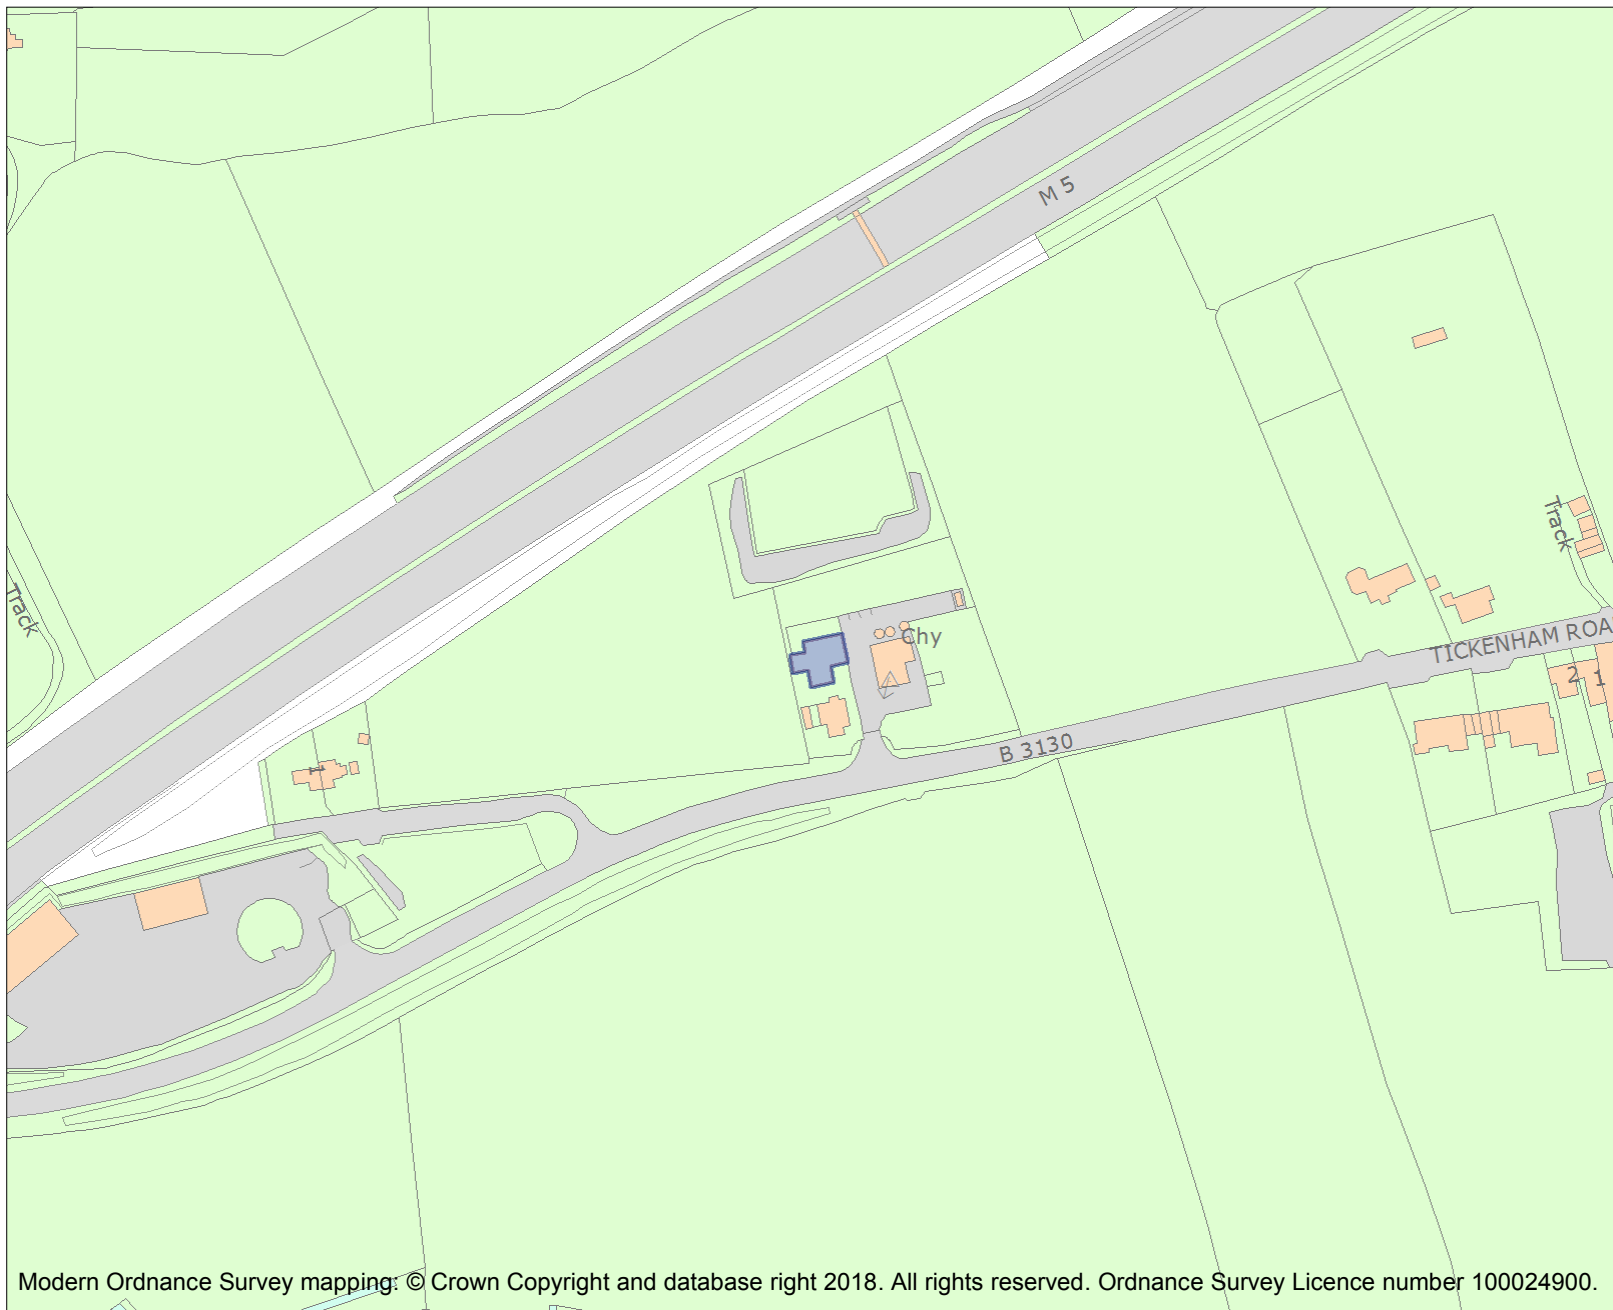 M 5
Track
Track
Chy
TICKENHAM ROA
2
1
B 3130
1
Modern Ordnance Survey mapping: © Crown Copyright and database right 2018. All rights reserved. Ordnance Survey Licence number 100024900.